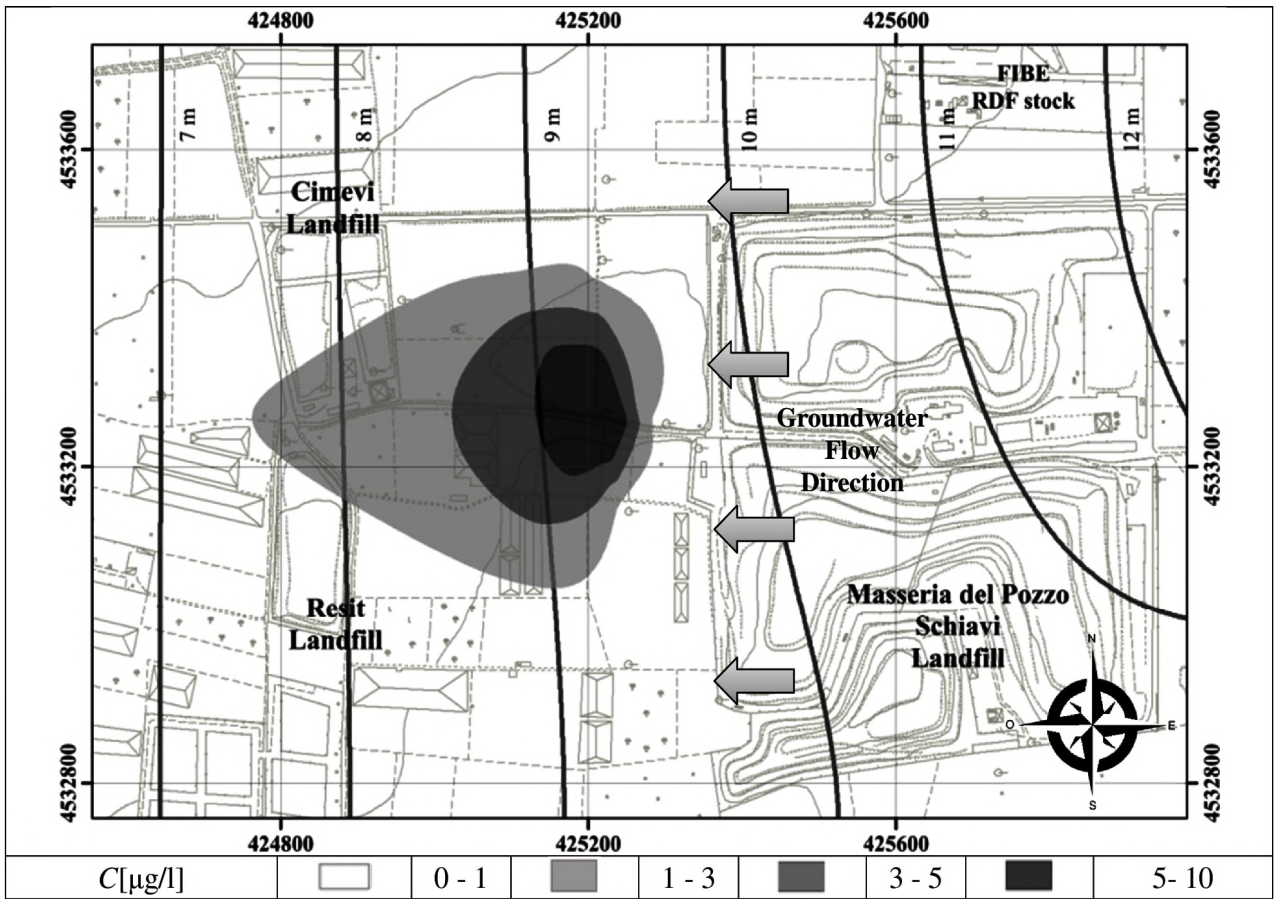 424800 425200 425600
FIBE
RDF stock
7 m 8 m 9 m 10 m 11 m 12 m
4533600 4533600
Cimevi
Landfill
Groundwater
Flow
Direction
4533200 4533200
Masseria del Pozzo
Schiavi
Landfill
Resit
Landfill
N
O E
S
4532800 4532800
424800 425200 425600
C[µg/l] 0 - 1 1 - 3 3 - 5 5- 10